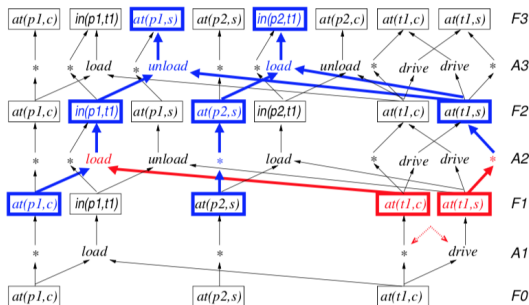 at(p1,c) in(p1,t1) at(p1,s) at(p2,s) in(p2,t1) at(p2,c) at(t1,c) at(t1,s) F3
* * load unload * load unload * drive drive * A3
at(p1,c) in(p1,t1) at(p1,s) at(p2,s) in(p2,t1) at(t1,c) at(t1,s) F2
* * load unload * load * drive drive * A2
at(p1,c) in(p1,t1) at(p2,s) at(t1,c) at(t1,s) F1
* load * * drive A1
at(p1,c) at(p2,s) at(t1,c) F0